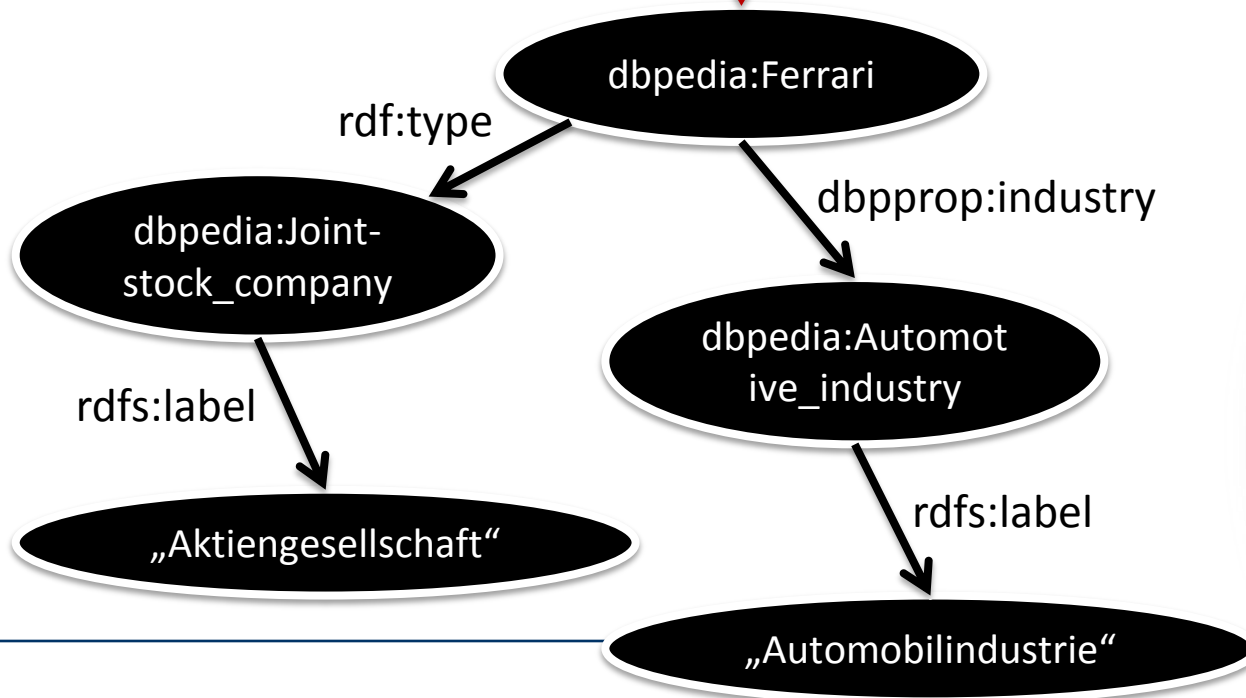 dbpedia:Ferrari
rdf:type
dbpprop:industry
dbpedia:Joint-
stock_company
dbpedia:Automot
ive_industry
rdfs:label
rdfs:label
„Aktiengesellschaft“
„Automobilindustrie“